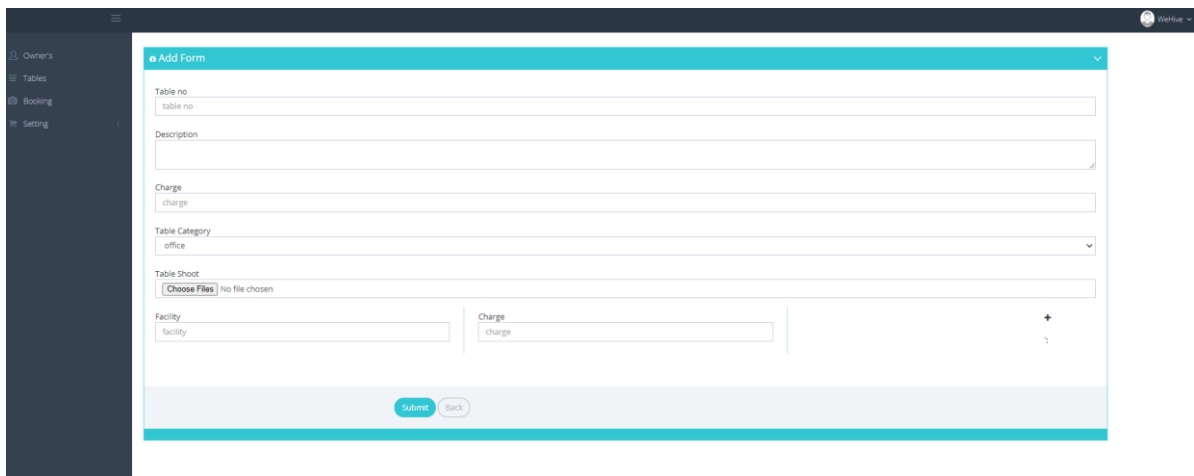 WeHive
Owner's
Tables
Booking
Setting
Add Form
Table no
table no
Description
Charge
charge
Table Category
office
Table Shoot
Choose Files No file chosen
Facility Charge +
facility charge
';
Submit Back